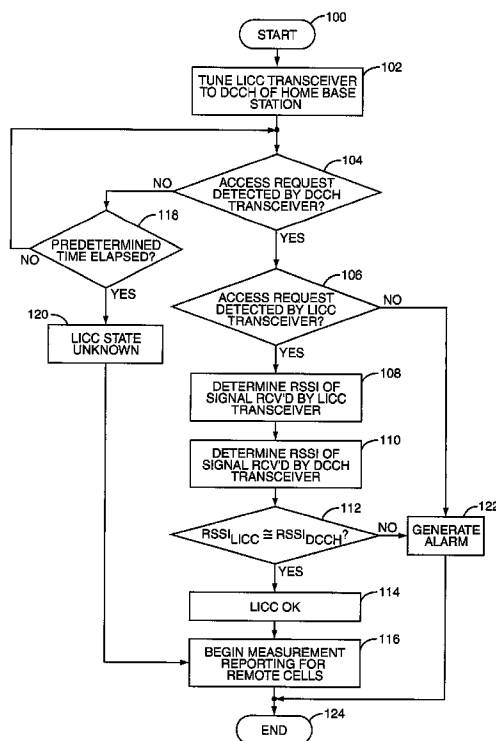 100
START
102
TUNE LICC TRANSCEIVER
TO DCCH OF HOME BASE
STATION
104
NO
ACCESS REQUEST
DETECTED BY DCCH
TRANSCEIVER?
118
YES
PREDETERMINED
TIME ELAPSED?
NO
106
YES
ACCESS REQUEST
DETECTED BY LICC
TRANSCEIVER?
NO
120
LICC STATE
UNKNOWN
YES
108
DETERMINE RSSI OF
SIGNAL RCV'D BY LICC
TRANSCEIVER
110
DETERMINE RSSI OF
SIGNAL RCV'D BY DCCH
TRANSCEIVER
112
122
RSSI LICC ≅ RSSI DCCH?
NO
GENERATE
ALARM
YES
114
LICC OK
116
BEGIN MEASUREMENT
REPORTING FOR
REMOTE CELLS
124
END